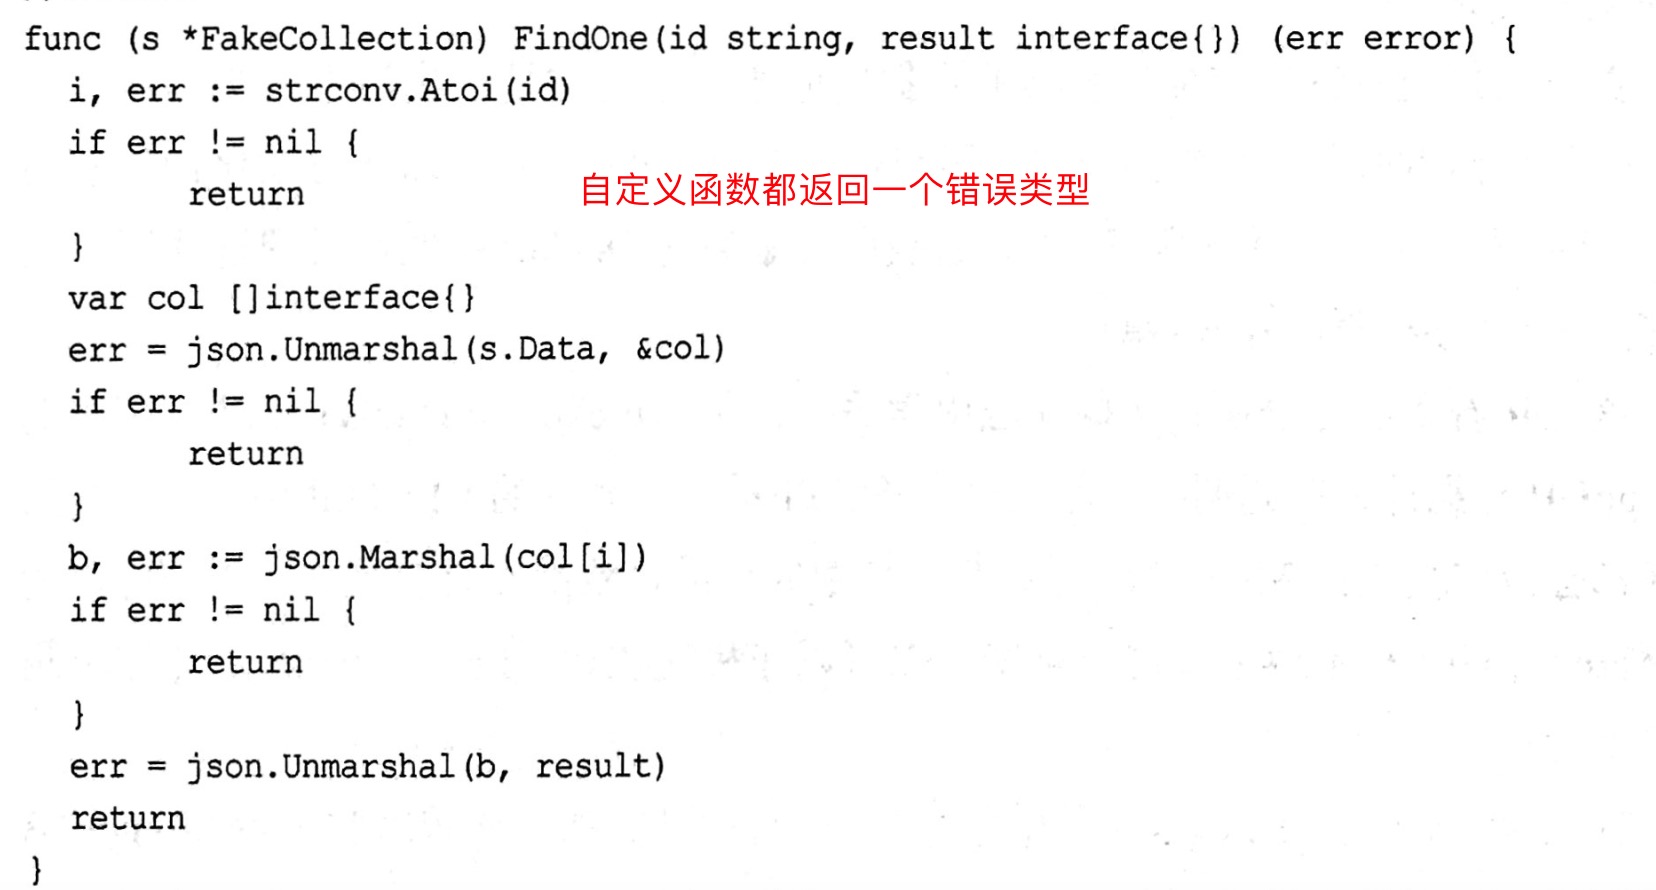 func (s *FakeCollection) FindOne(id string, result interface{}) (err error) {
i, err := strconv.Atoi(id)
if err != nil {
return
自定义函数都返回一个错误类型
}
var col []interface{}
err = json.Unmarshal(s.Data, &col)
if err != nil {
return
}
b, err := json.Marshal(col[i])
if err != nil {
return
}
err = json.Unmarshal(b, result)
return
}